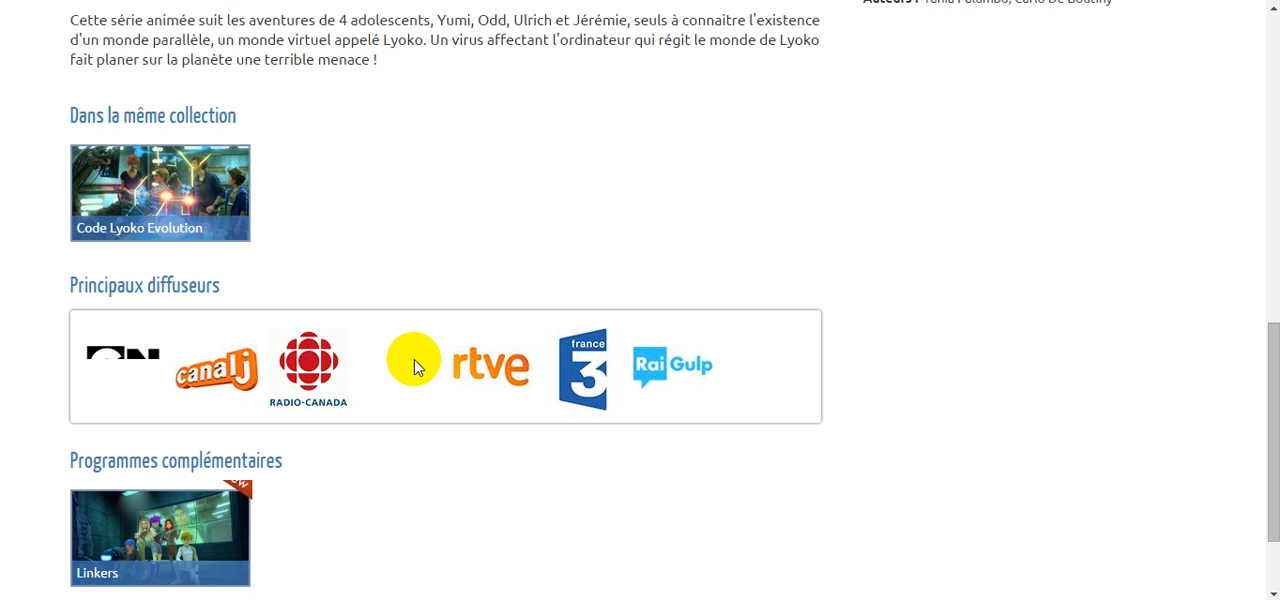 Cette série animée suit les aventures de 4 adolescents, Yumi, Odd, Ulrich et Jérémie, seuls à connaitre l'existence
d'un monde parallèle, un monde virtuel appelé Lyoko. Un virus affectant l'ordinateur qui régit le monde de Lyoko
fait planer sur la planète une terrible menace !
Dans la même collection
Code Lyoko Evolution
Principaux diffuseurs
CN canalj RADIO-CANADA rtve france 3 Rai Gulp
Programmes complémentaires
Linkers